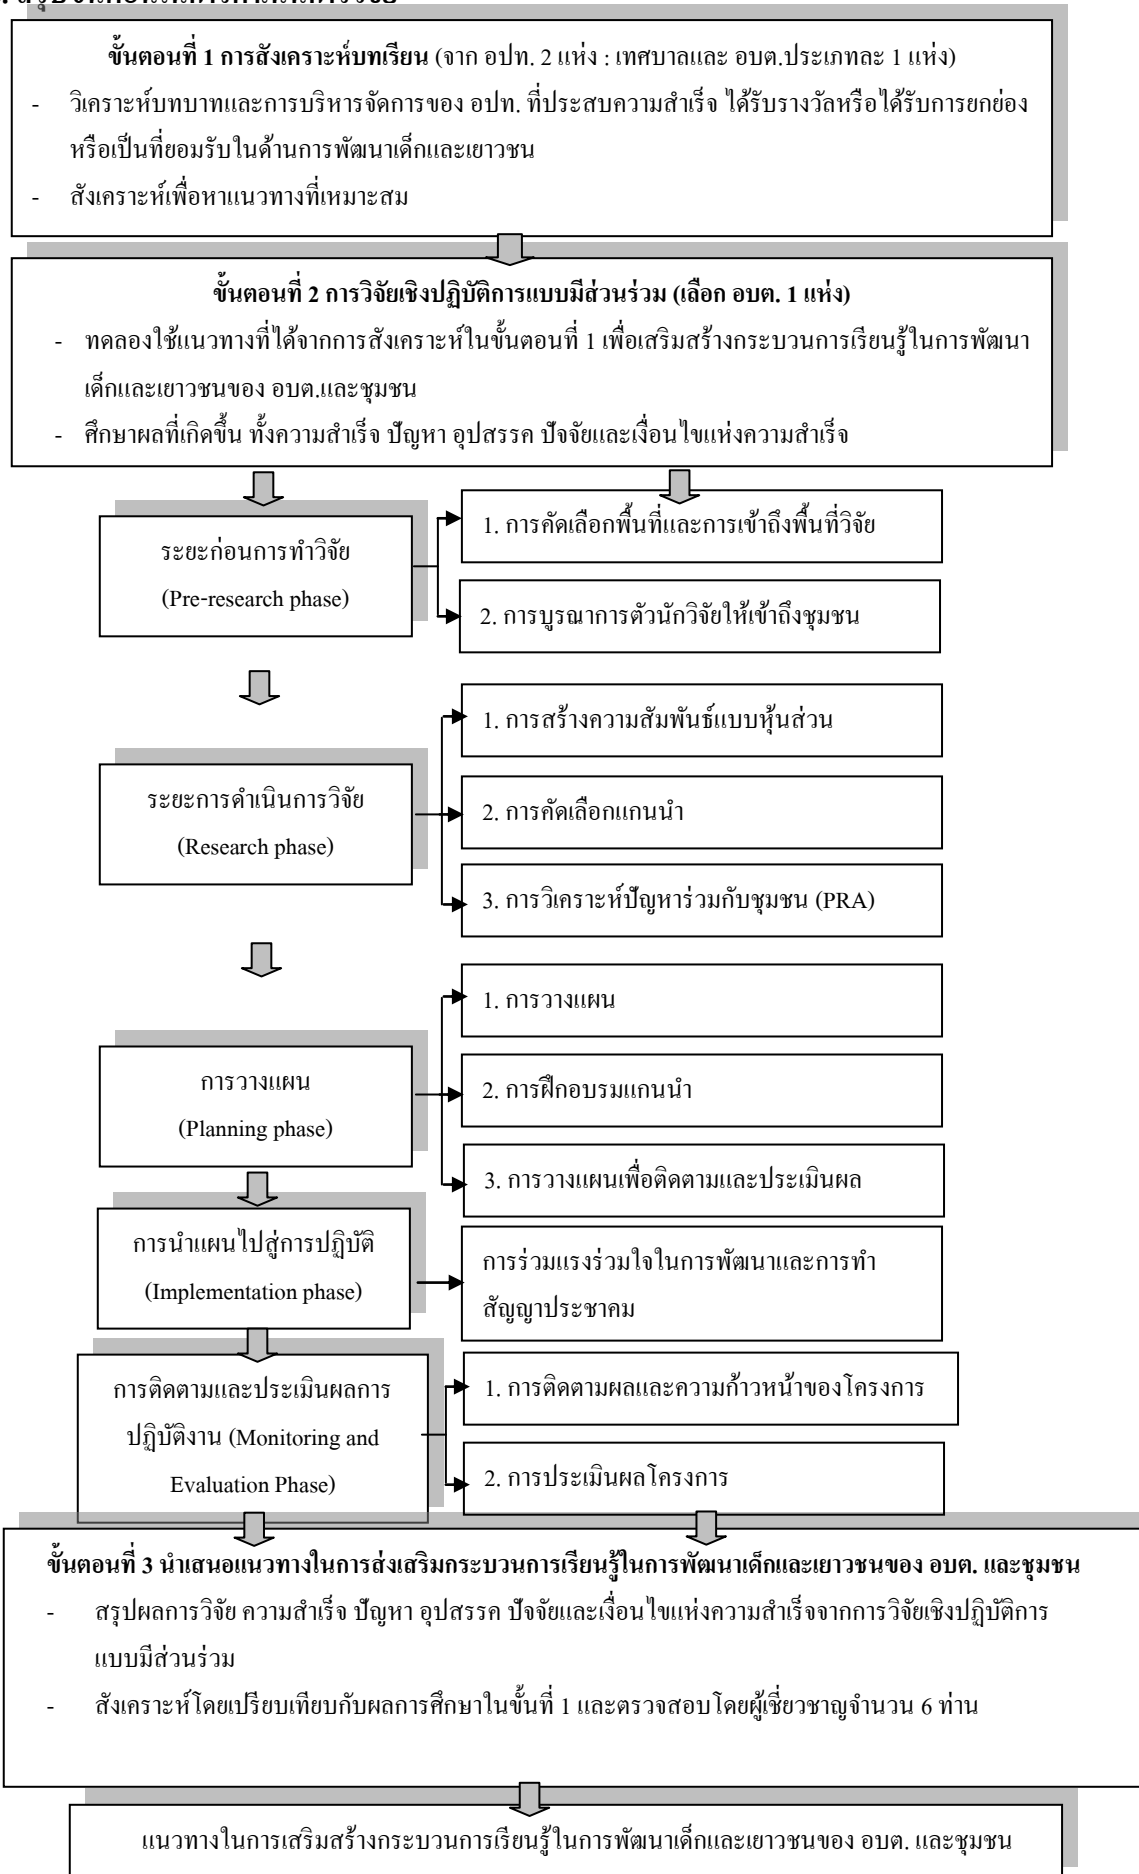 ขั้นตอนที่ 1 การสังเคราะห์บทเรียน (จาก อปท. 2 แห่ง : เทศบาลและ อบต.ประเภทละ 1 แห่ง)
- วิเคราะห์บทบาทและการบริหารจัดการของ อปท. ที่ประสบความสำเร็จ ได้รับรางวัลหรือได้รับการยกย่อง
หรือเป็นที่ยอมรับในด้านการพัฒนาเด็กและเยาวชน
- สังเคราะห์เพื่อหาแนวทางที่เหมาะสม
ขั้นตอนที่ 2 การวิจัยเชิงปฏิบัติการแบบมีส่วนร่วม (เลือก อบต. 1 แห่ง)
- ทดลองใช้แนวทางที่ได้จากการสังเคราะห์ในขั้นตอนที่ 1 เพื่อเสริมสร้างกระบวนการเรียนรู้ในการพัฒนา
เด็กและเยาวชนของ อบต.และชุมชน
- ศึกษาผลที่เกิดขึ้น ทั้งความสำเร็จ ปัญหา อุปสรรค ปัจจัยและเงื่อนไขแห่งความสำเร็จ
ระยะก่อนการทำวิจัย
(Pre-research phase)
1. การคัดเลือกพื้นที่และการเข้าถึงพื้นที่วิจัย
2. การบูรณาการตัวนักวิจัยให้เข้าถึงชุมชน
ระยะการดำเนินการวิจัย
(Research phase)
1. การสร้างความสัมพันธ์แบบหุ้นส่วน
2. การคัดเลือกแกนนำ
3. การวิเคราะห์ปัญหาร่วมกับชุมชน (PRA)
การวางแผน
(Planning phase)
1. การวางแผน
2. การฝึกอบรมแกนนำ
3. การวางแผนเพื่อติดตามและประเมินผล
การนำแผนไปสู่การปฏิบัติ
(Implementation phase)
การร่วมแรงร่วมใจในการพัฒนาและการทำ
สัญญาประชาคม
การติดตามและประเมินผลการ
ปฏิบัติงาน (Monitoring and
Evaluation Phase)
1. การติดตามผลและความก้าวหน้าของโครงการ
2. การประเมินผลโครงการ
ขั้นตอนที่ 3 นำเสนอแนวทางในการส่งเสริมกระบวนการเรียนรู้ในการพัฒนาเด็กและเยาวชนของ อบต. และชุมชน
- สรุปผลการวิจัย ความสำเร็จ ปัญหา อุปสรรค ปัจจัยและเงื่อนไขแห่งความสำเร็จจากการวิจัยเชิงปฏิบัติการ
แบบมีส่วนร่วม
- สังเคราะห์โดยเปรียบเทียบกับผลการศึกษาในขั้นที่ 1 และตรวจสอบโดยผู้เชี่ยวชาญจำนวน 6 ท่าน
แนวทางในการเสริมสร้างกระบวนการเรียนรู้ในการพัฒนาเด็กและเยาวชนของ อบต. และชุมชน